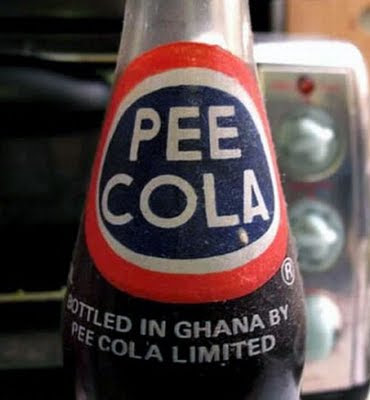 PEE
COLA
®
BOTTLED IN GHANA BY
PEE COLA LIMITED